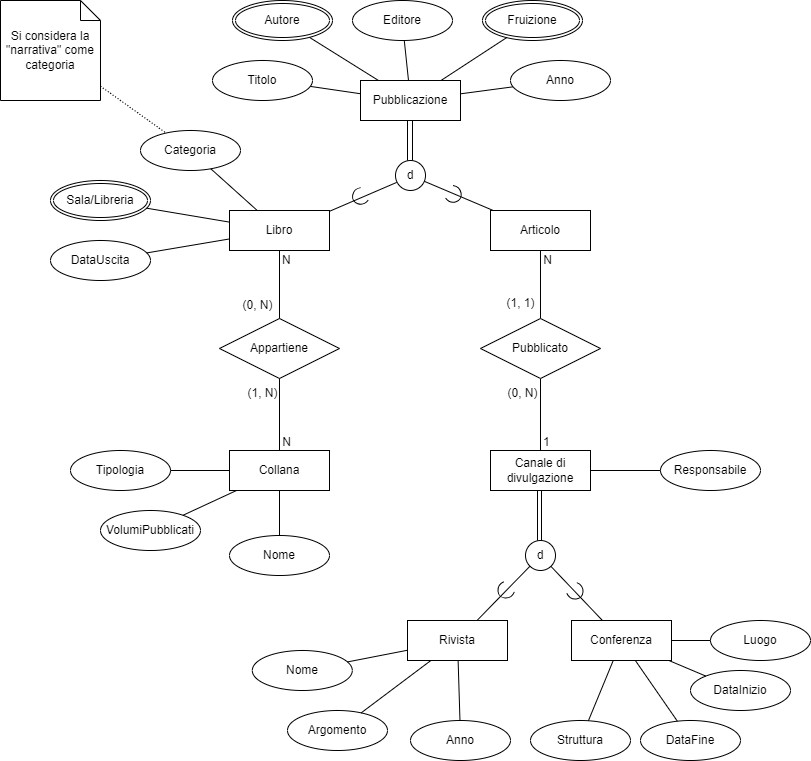 Si considera la
"narrativa" come
categoria
Autore
Editore
Fruizione
Titolo
Anno
Pubblicazione
Categoria
d
Sala/Libreria
Libro
Articolo
DataUscita
N
N
(0, N)
(1, 1)
Appartiene
Pubblicato
(1, N)
(0, N)
N
1
Tipologia
Collana
Canale di
divulgazione
Responsabile
VolumiPubblicati
Nome
d
Rivista
Conferenza
Luogo
Nome
DataInizio
Argomento
Anno
Struttura
DataFine